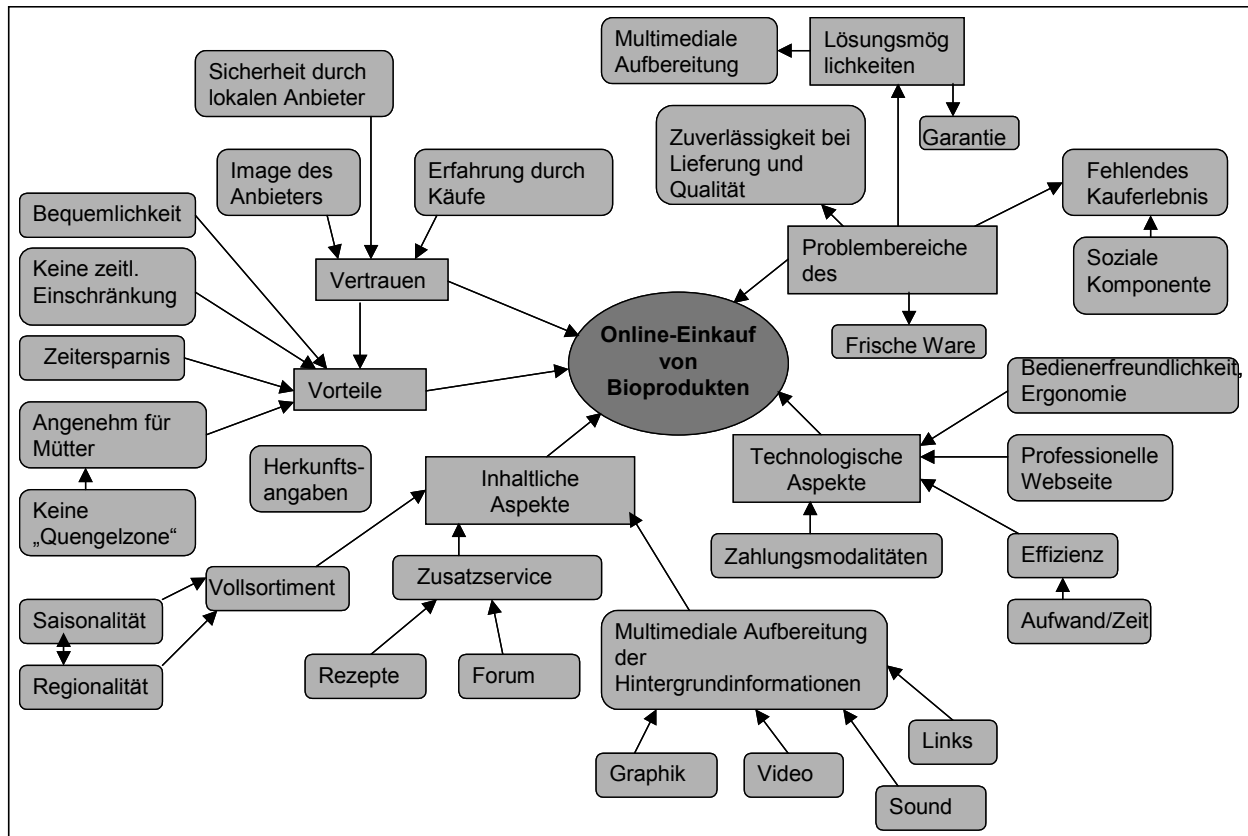 Multimediale
Aufbereitung
Lösungsmög
lichkeiten
Sicherheit durch
lokalen Anbieter
Zuverlässigkeit bei
Lieferung und
Qualität
Garantie
Image des
Anbieters
Erfahrung durch
Käufe
Fehlendes
Kauferlebnis
Bequemlichkeit
Problembereiche
des
Soziale
Komponente
Keine zeitl.
Einschränkung
Vertrauen
Online-Einkauf
von
Bioprodukten
Frische Ware
Zeitersparnis
Vorteile
Bedienerfreundlichkeit,
Ergonomie
Angenehm für
Mütter
Herkunfts-
angaben
Inhaltliche
Aspekte
Technologische
Aspekte
Professionelle
Webseite
Keine
„Quengelzone“
Zahlungsmodalitäten
Effizienz
Vollsortiment
Zusatzservice
Saisonalität
Aufwand/Zeit
Regionalität
Rezepte
Forum
Multimediale Aufbereitung
der
Hintergrundinformationen
Links
Graphik
Video
Sound